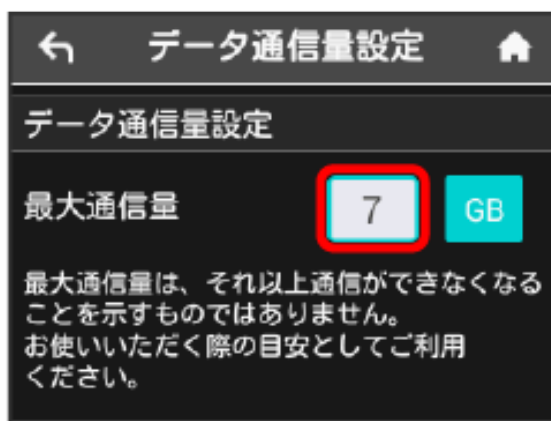 データ通信量設定
データ通信量設定
最大通信量 7 GB
最大通信量は、それ以上通信ができなくなる
ことを示すものではありません。
お使いいただく際の目安としてご利用
ください。